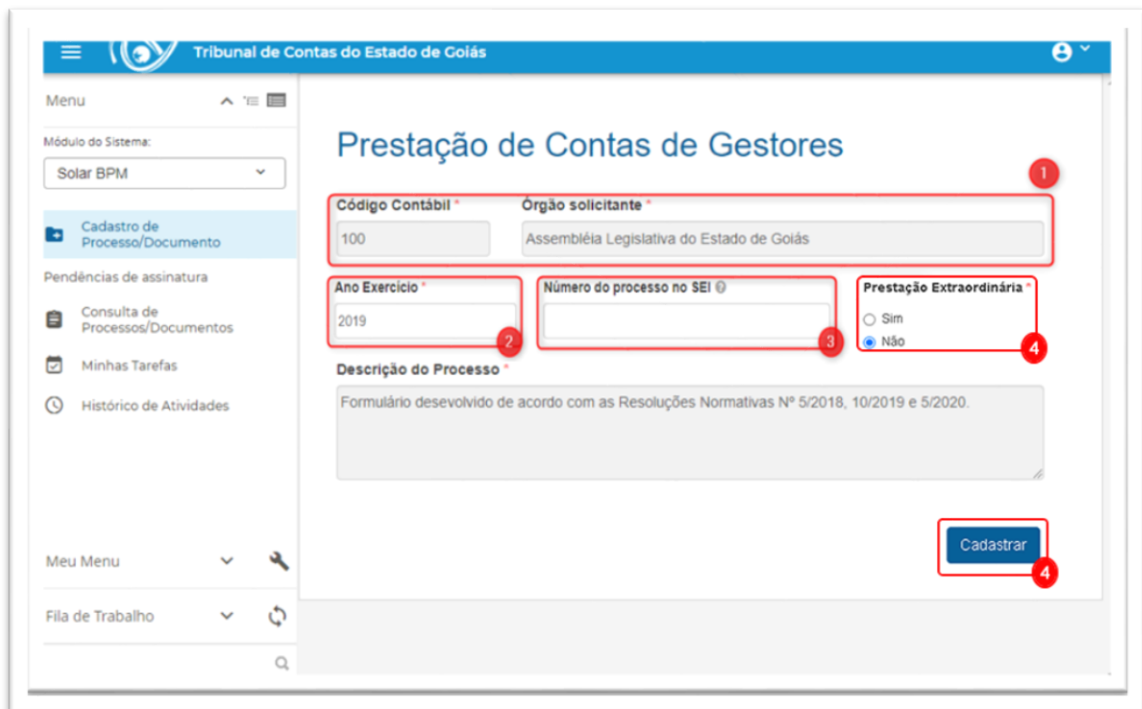 Tribunal de Contas do Estado de Goiás
Menu
Módulo do Sistema:
Solar BPM
Cadastro de
Processo/Documento
Pendências de assinatura
Consulta de
Processos/Documentos
Minhas Tarefas
Histórico de Atividades
Meu Menu
Fila de Trabalho
Prestação de Contas de Gestores
1
Código Contábil * Órgão solicitante *
100 Assembléia Legislativa do Estado de Goiás
Ano Exercício * Número do processo no SEI Prestação Extraordinária *
2019 Sim
2 3 Não 4
Descrição do Processo *
Formulário desevolvido de acordo com as Resoluções Normativas Nº 5/2018, 10/2019 e 5/2020.
Cadastrar
4